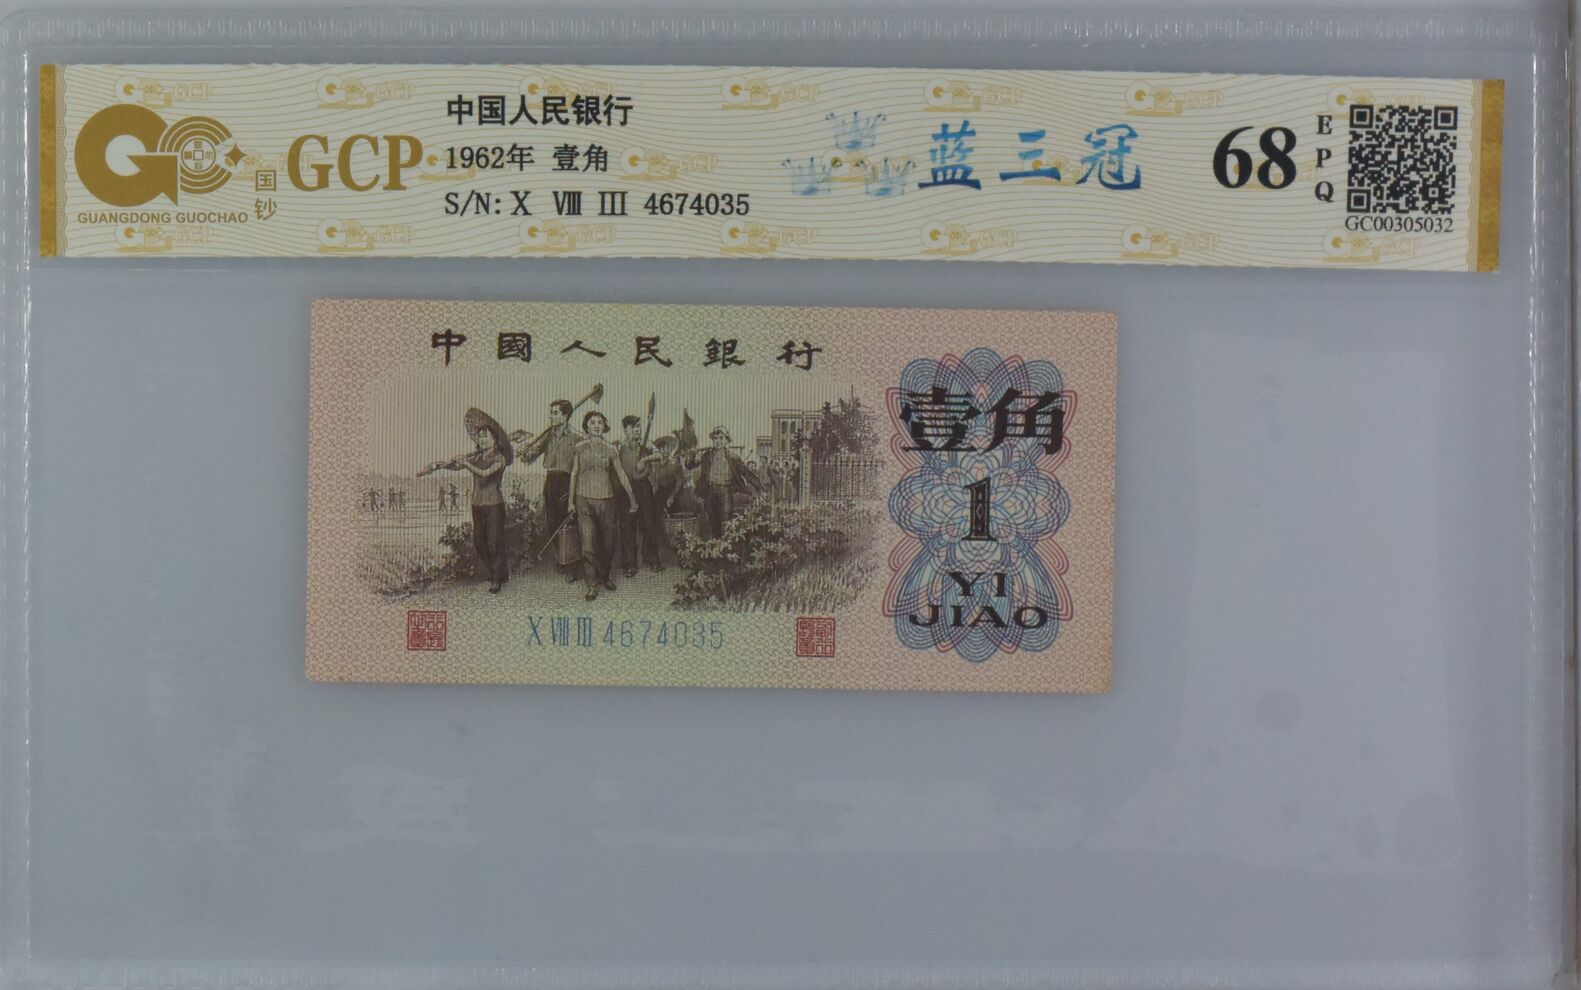 GUANGDONG GUOCHAO
国钞
GCP
中国人民银行
1962年 壹角
S/N: X Ⅷ Ⅲ 4674035
蓝三冠
68
EPQ
GC00305032
中國人民銀行
壹角
1
YI
JIAO
X Ⅷ Ⅲ 4674035